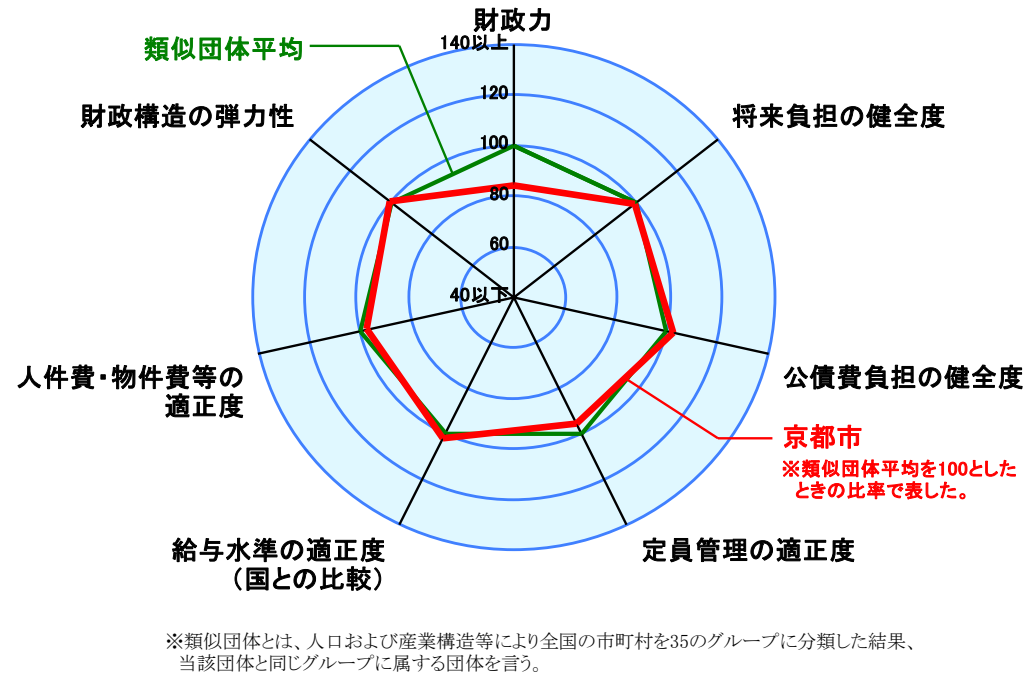 財政力
140以上
類似団体平均
120
財政構造の弾力性
将来負担の健全度
100
80
60
40以下
人件費・物件費等の
適正度
公債費負担の健全度
京都市
※類似団体平均を100とした
ときの比率で表した。
給与水準の適正度
（国との比較）
定員管理の適正度
※類似団体とは、人口および産業構造等により全国の市町村を35のグループに分類した結果、
当該団体と同じグループに属する団体を言う。